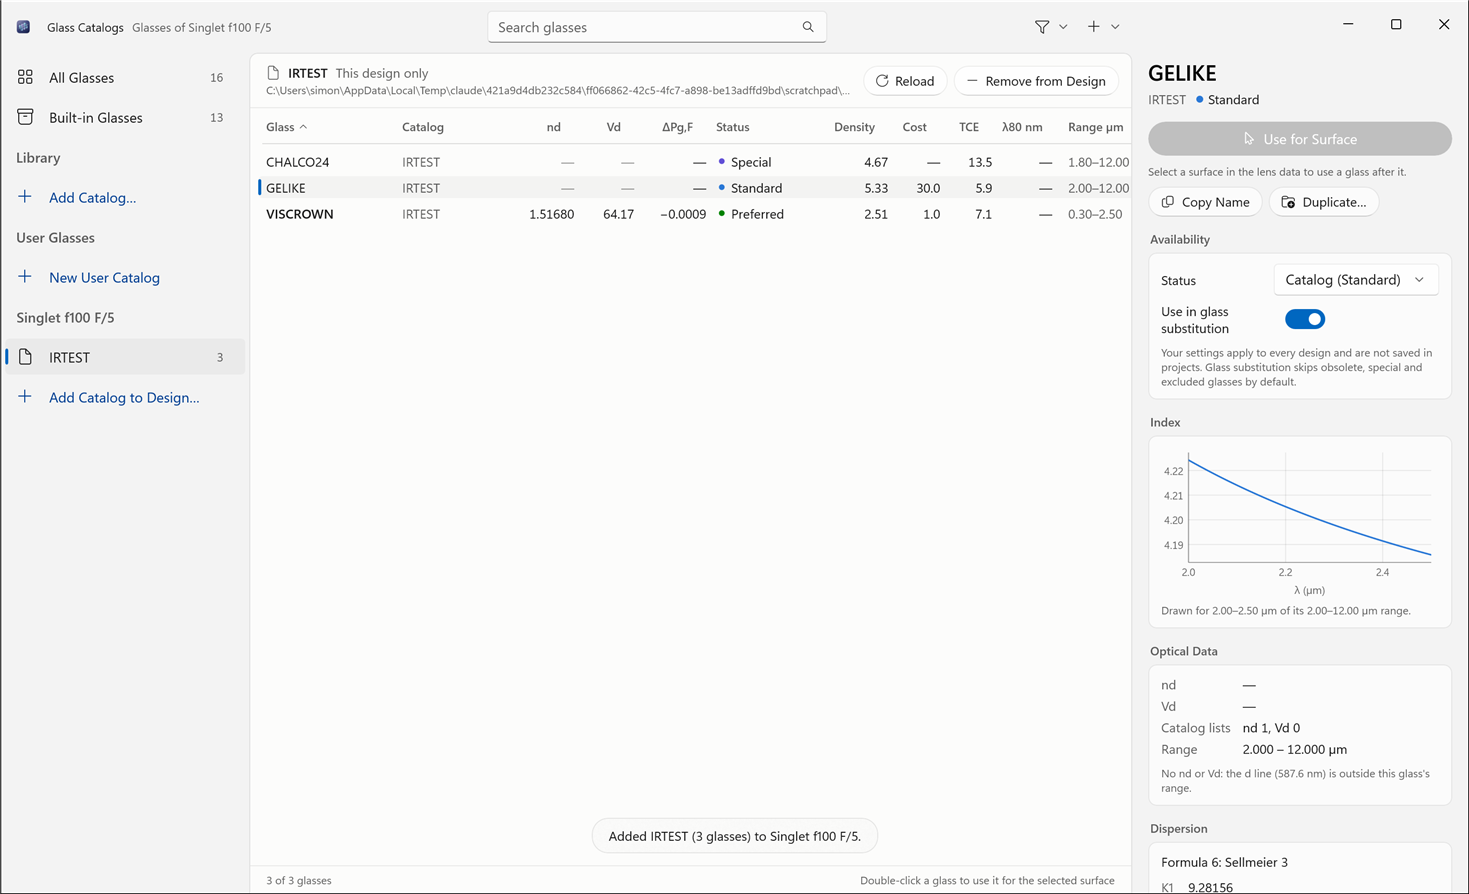 Glass Catalogs Glasses of Singlet f100 F/5
Search glasses
All Glasses 16
Built-in Glasses 13
Library
Add Catalog...
User Glasses
New User Catalog
Singlet f100 F/5
IRTEST 3
Add Catalog to Design...
IRTEST This design only
C:\Users\simon\AppData\Local\Temp\claude\421a9d4db232c584\ff066862-42c5-4fc7-a898-be13adffd9bd\scratchpad\...
Reload
Remove from Design
Glass Catalog nd Vd ΔPg,F Status Density Cost TCE λ80 nm Range µm
CHALCO24 IRTEST — — — Special 4.67 — 13.5 — 1.80–12.00
GELIKE IRTEST — — — Standard 5.33 30.0 5.9 — 2.00–12.00
VISCROWN IRTEST 1.51680 64.17 −0.0009 Preferred 2.51 1.0 7.1 — 0.30–2.50
Added IRTEST (3 glasses) to Singlet f100 F/5.
3 of 3 glasses
Double-click a glass to use it for the selected surface
GELIKE
IRTEST Standard
Use for Surface
Select a surface in the lens data to use a glass after it.
Copy Name
Duplicate...
Availability
Status Catalog (Standard)
Use in glass
substitution
Your settings apply to every design and are not saved in
projects. Glass substitution skips obsolete, special and
excluded glasses by default.
Index
4.22
4.21
4.20
4.19
2.0 2.2 2.4
λ (µm)
Drawn for 2.00–2.50 µm of its 2.00–12.00 µm range.
Optical Data
nd —
Vd —
Catalog lists nd 1, Vd 0
Range 2.000 – 12.000 µm
No nd or Vd: the d line (587.6 nm) is outside this glass's
range.
Dispersion
Formula 6: Sellmeier 3
K1 9.28156